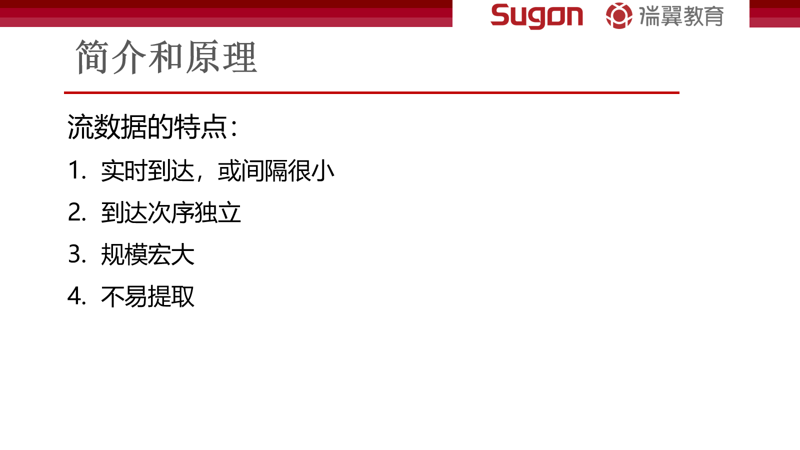 Sugon 瑞翼教育
简介和原理
流数据的特点：
1. 实时到达，或间隔很小
2. 到达次序独立
3. 规模宏大
4. 不易提取